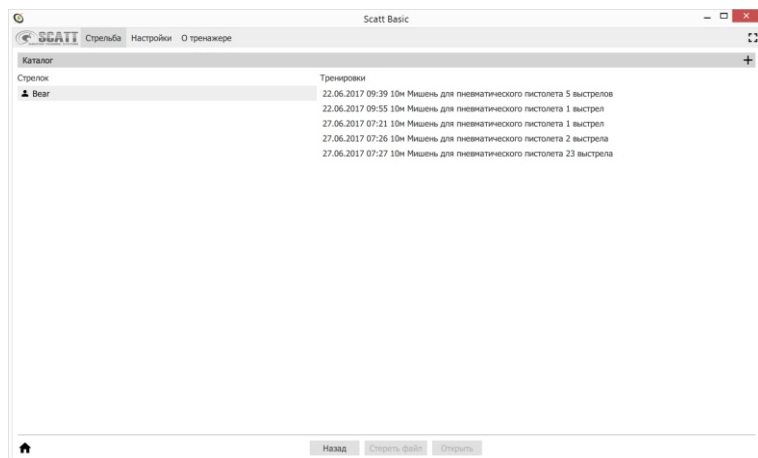 Scatt Basic
SCATT Стрельба Настройки О тренажере
Каталог
Стрелок
Тренировки
Bear
22.06.2017 09:39 10м Мишень для пневматического пистолета 5 выстрелов
22.06.2017 09:55 10м Мишень для пневматического пистолета 1 выстрел
27.06.2017 07:21 10м Мишень для пневматического пистолета 1 выстрел
27.06.2017 07:26 10м Мишень для пневматического пистолета 2 выстрела
27.06.2017 07:27 10м Мишень для пневматического пистолета 23 выстрела
Назад Стереть файл Открыть